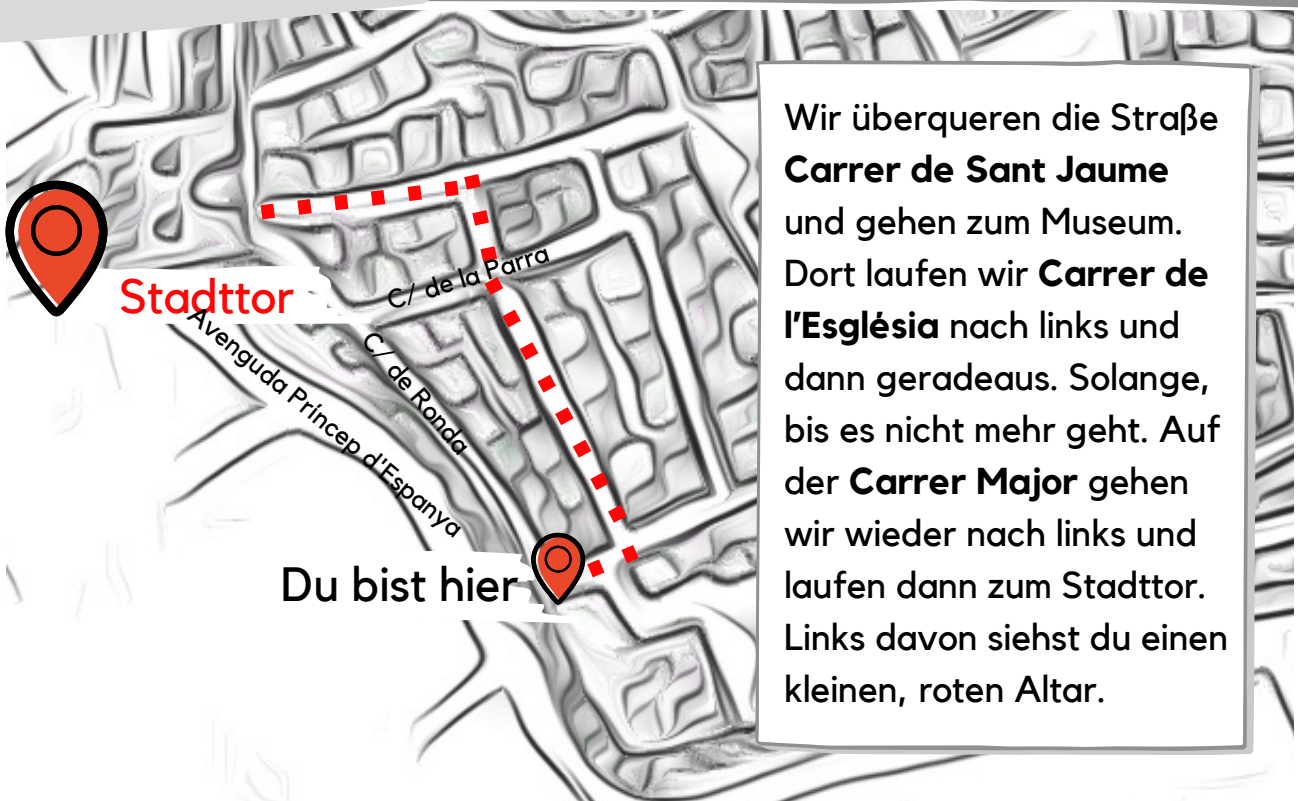 Wir überqueren die Straße
Carrer de Sant Jaume
und gehen zum Museum.
Dort laufen wir Carrer de
l'Església nach links und
dann geradeaus. Solange,
bis es nicht mehr geht. Auf
der Carrer Major gehen
wir wieder nach links und
laufen dann zum Stadttor.
Links davon siehst du einen
kleinen, roten Altar.
Stadttor
C/ de la Parra
C/ de Ronda
Avenguda Príncep d'Espanya
Du bist hier